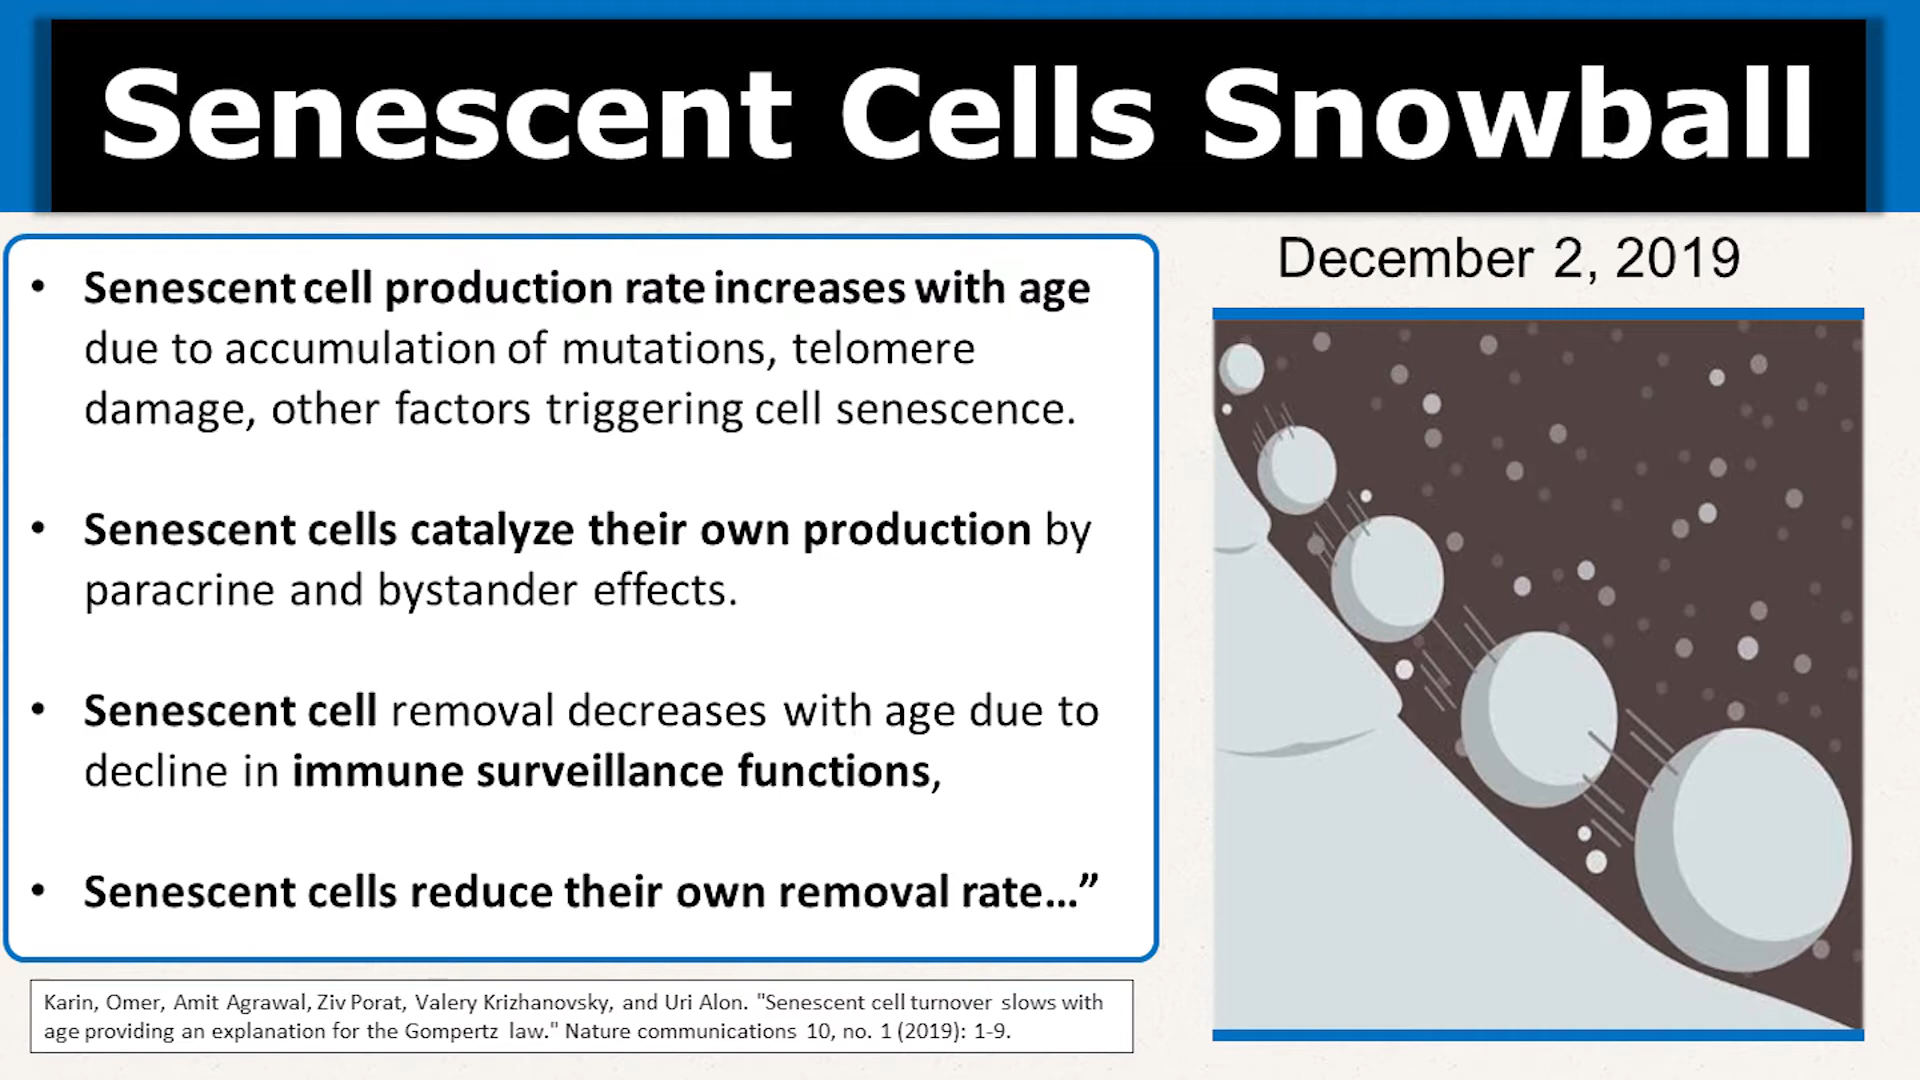 Senescent Cells Snowball
• Senescent cell production rate increases with age
due to accumulation of mutations, telomere
damage, other factors triggering cell senescence.
• Senescent cells catalyze their own production by
paracrine and bystander effects.
• Senescent cell removal decreases with age due to
decline in immune surveillance functions,
• Senescent cells reduce their own removal rate...”
Karin, Omer, Amit Agrawal, Ziv Porat, Valery Krizhanovsky, and Uri Alon. "Senescent cell turnover slows with
age providing an explanation for the Gompertz law." Nature communications 10, no. 1 (2019): 1-9.
December 2, 2019